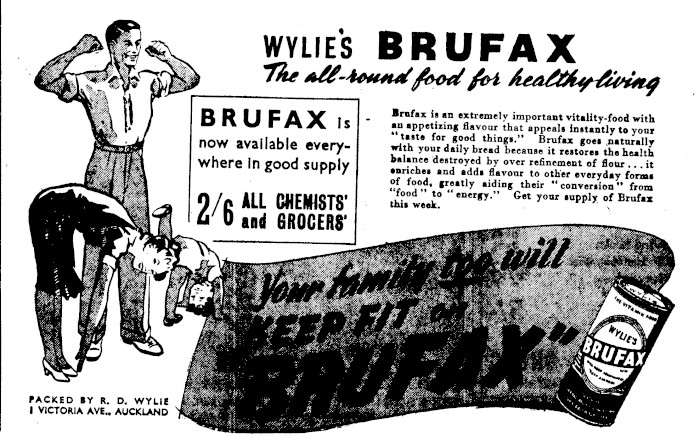 WYLIE'S BRUFAX
The all-round food for healthy living
BRUFAX is
now available every-
where in good supply
2/6 ALL CHEMISTS'
and GROCERS'
Brufax is an extremely important vitality-food with
an appetizing flavour that appeals instantly to your
"taste for good things." Brufax goes naturally
with your daily bread because it restores the health
balance destroyed by over refinement of flour...it
enriches and adds flavour to other everyday forms
of food, greatly aiding their "conversion" from
"food" to "energy." Get your supply of Brufax
this week.
Your family too will
KEEP FIT on
"BRUFAX"
WYLIE'S
BRUFAX
PACKED BY R. D. WYLIE
1 VICTORIA AVE., AUCKLAND